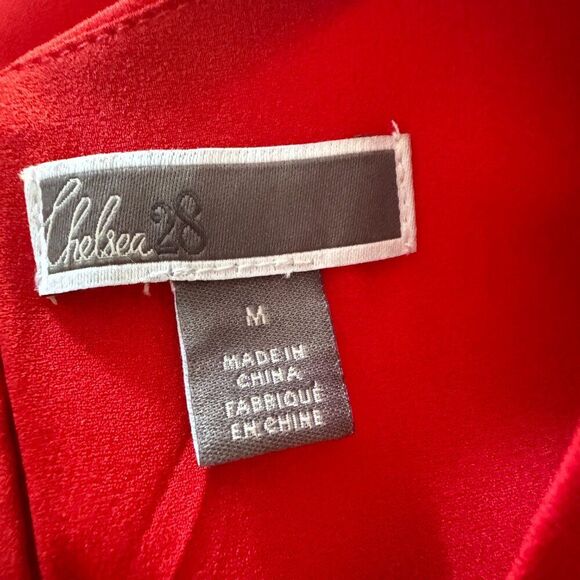 Chelsea28
M
MADE IN
CHINA
FABRIQUÉ
EN CHINE